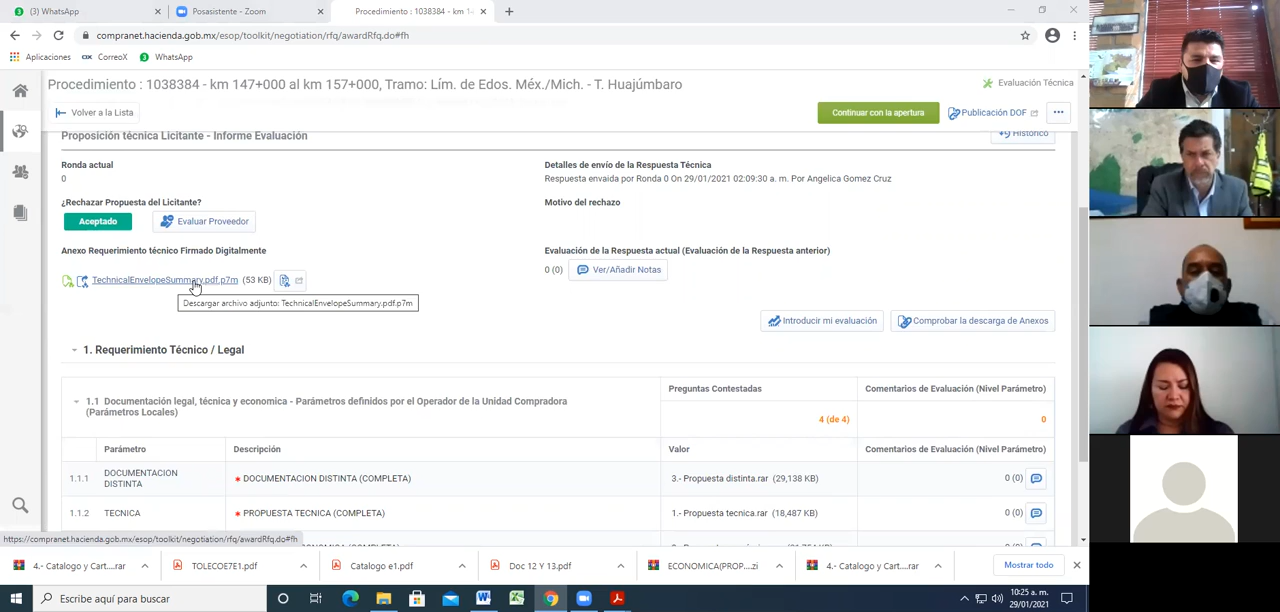 (3) WhatsApp
Posasistente - Zoom
Procedimiento : 1038384 - km 14
compranet.hacienda.gob.mx/esop/toolkit/negotiation/rfq/awardRfq.do#fh
Aplicaciones
CorreoX
WhatsApp
Procedimiento : 1038384 - km 147+000 al km 157+000, Tramo: Lím. de Edos. Méx./Mich. - T. Huajúmbaro
Evaluación Técnica
Volver a la Lista
Continuar con la apertura
Publicación DOF
Proposición técnica Licitante - Informe Evaluación
Histórico
Ronda actual
0
Detalles de envío de la Respuesta Técnica
Respuesta envaida por Ronda 0 On 29/01/2021 02:09:30 a. m. Por Angelica Gomez Cruz
¿Rechazar Propuesta del Licitante?
Aceptado
Evaluar Proveedor
Motivo del rechazo
Anexo Requerimiento técnico Firmado Digitalmente
TechnicalEnvelopeSummary.pdf.p7m (53 KB)
Descargar archivo adjunto: TechnicalEnvelopeSummary.pdf.p7m
Evaluación de la Respuesta actual (Evaluación de la Respuesta anterior)
0 (0)
Ver/Añadir Notas
Introducir mi evaluación
Comprobar la descarga de Anexos
1. Requerimiento Técnico / Legal
1.1 Documentación legal, técnica y economica - Parámetros definidos por el Operador de la Unidad Compradora
(Parámetros Locales)
Preguntas Contestadas
4 (de 4)
Comentarios de Evaluación (Nivel Parámetro)
0
Parámetro
Descripción
Valor
Comentarios de Evaluación (Nivel Parámetro)
1.1.1
DOCUMENTACION
DISTINTA
* DOCUMENTACION DISTINTA (COMPLETA)
3.- Propuesta distinta.rar (29,138 KB)
0 (0)
1.1.2
TECNICA
* PROPUESTA TECNICA (COMPLETA)
1.- Propuesta tecnica.rar (18,487 KB)
0 (0)
https://compranet.hacienda.gob.mx/esop/toolkit/negotiation/rfq/awardRfq.do#fh
4.- Catalogo y Cart....rar
TOLECOE7E1.pdf
Catalogo e1.pdf
Doc 12 Y 13.pdf
ECONOMICA(PROP....zi
4.- Catalogo y Cart....rar
Mostrar todo
Escribe aquí para buscar
10:25 a. m.
29/01/2021